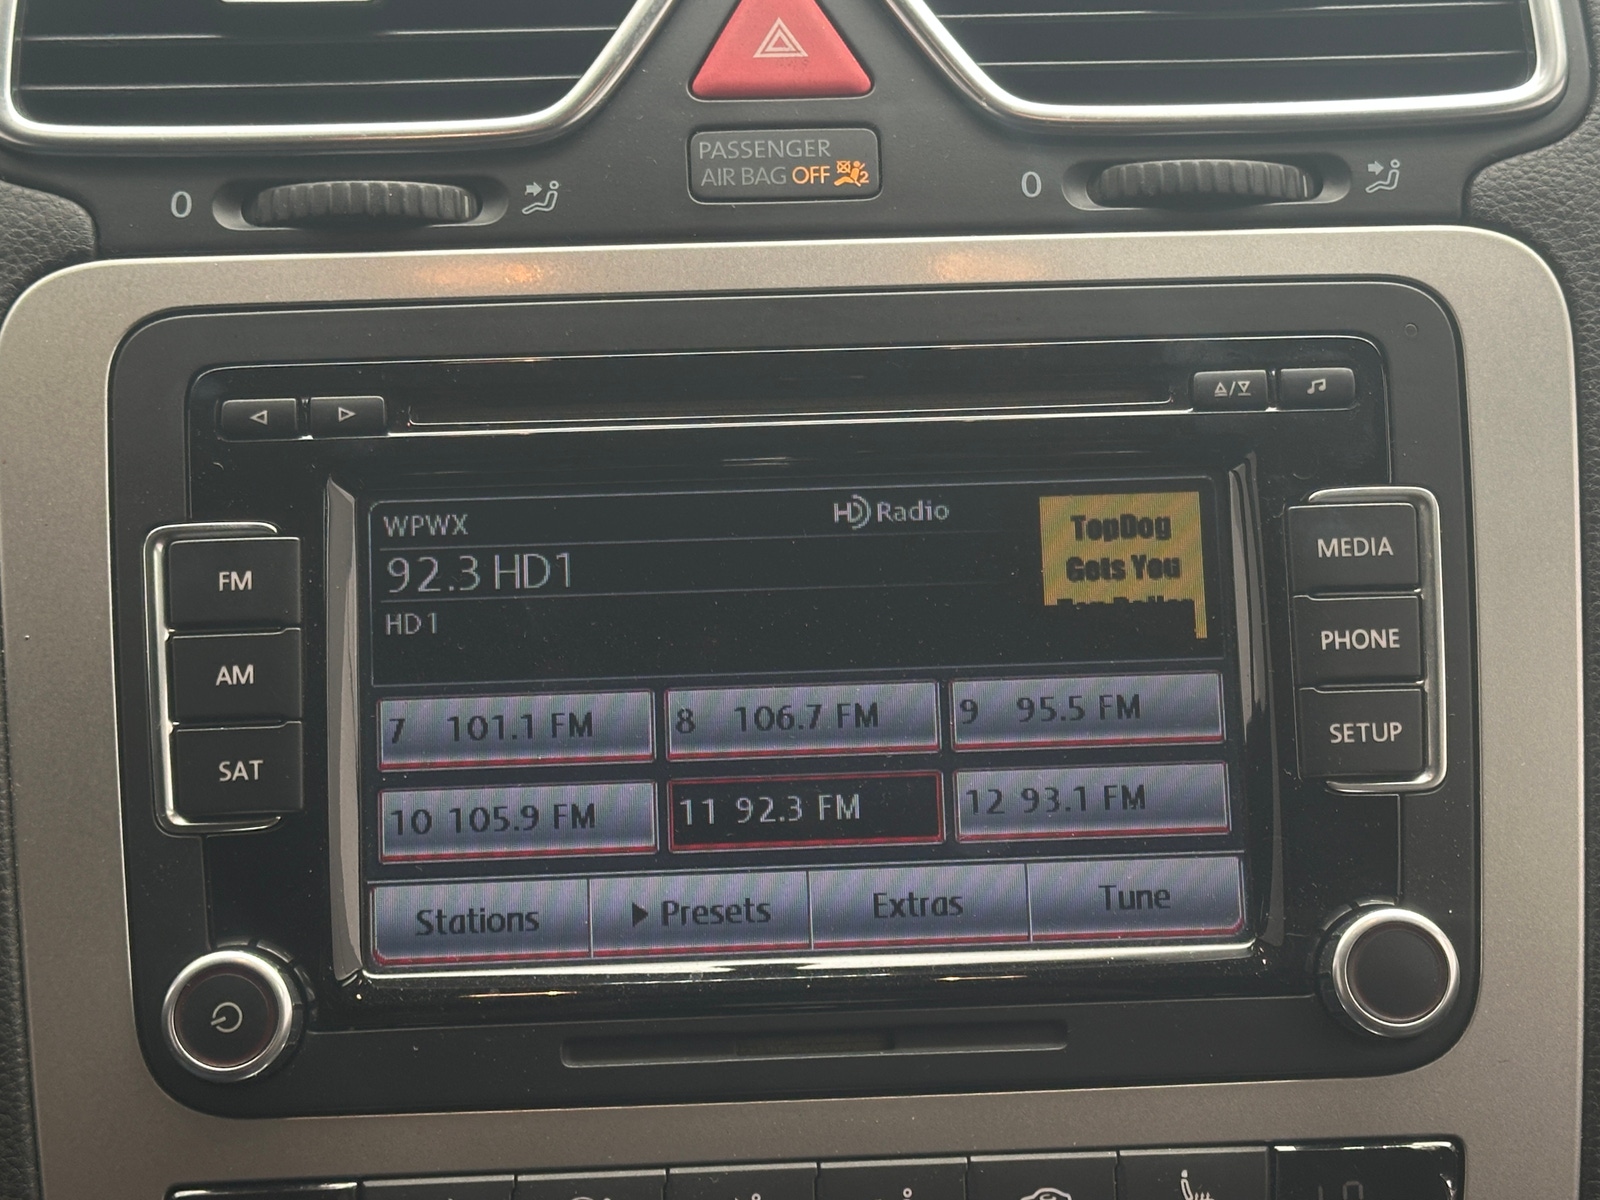 PASSENGER
AIR BAG OFF 2
0
0
WPWX
HD Radio
92.3 HD1
HD1
TopDog
Gets You
FM
AM
SAT
MEDIA
PHONE
SETUP
7 101.1 FM
8 106.7 FM
9 95.5 FM
10 105.9 FM
11 92.3 FM
12 93.1 FM
Stations
Presets
Extras
Tune